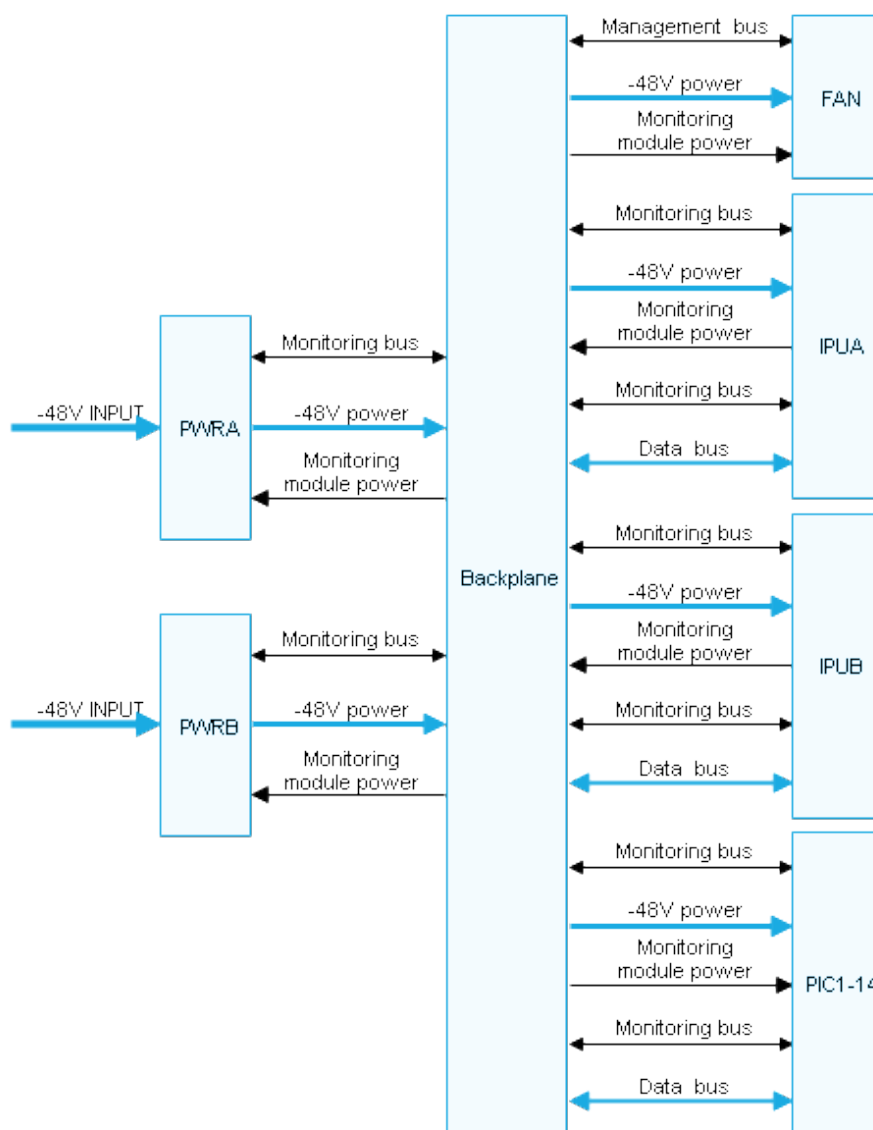 Management bus
-48V power
Monitoring
module power
FAN
Monitoring bus
-48V power
Monitoring
module power
Monitoring bus
Data bus
IPUA
Monitoring bus
-48V INPUT
-48V power
PWRA
Monitoring
module power
Backplane
Monitoring bus
-48V power
Monitoring
module power
Monitoring bus
Data bus
IPUB
Monitoring bus
-48V INPUT
-48V power
PWRB
Monitoring
module power
Monitoring bus
-48V power
Monitoring
module power
Monitoring bus
Data bus
PIC1-14